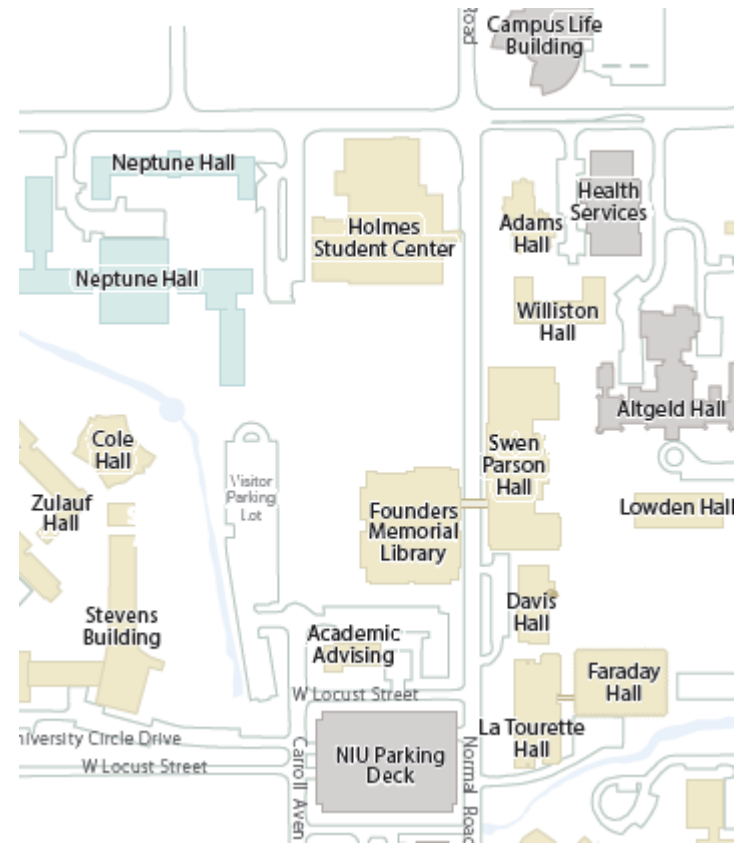 Road
Campus Life
Building
Neptune Hall
Health
Services
Adams
Hall
Holmes
Student Center
Neptune Hall
Williston
Hall
Altgeld Hall
Cole
Hall
Swen
Parson
Hall
Visitor
Parking
Lot
Zulauf
Hall
Founders
Memorial
Library
Lowden Hall
Davis
Hall
Stevens
Building
Academic
Advising
Faraday
Hall
W Locust Street
niversity Circle Drive
La Tourette
Hall
NIU Parking
Deck
W Locust Street
Carroll Aven
Normal Road